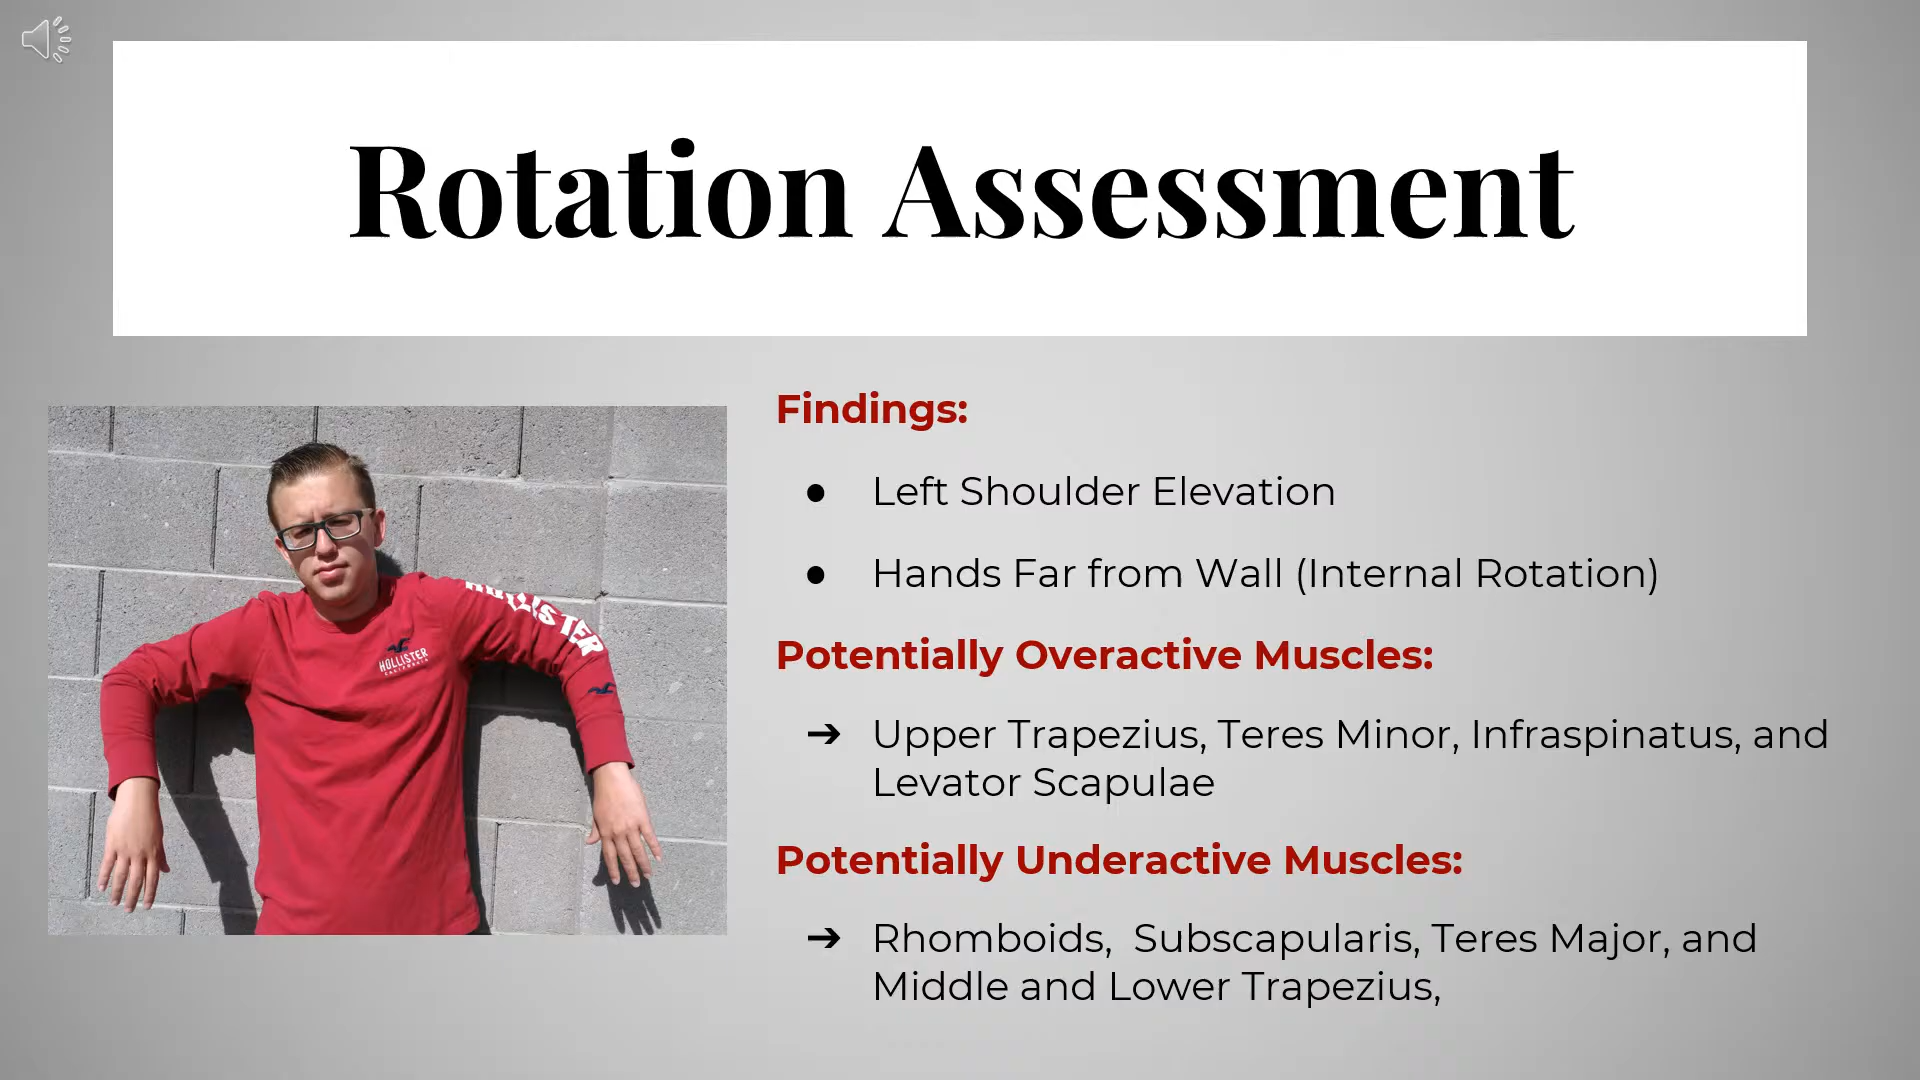 Rotation Assessment
Findings:
● Left Shoulder Elevation
● Hands Far from Wall (Internal Rotation)
Potentially Overactive Muscles:
➔ Upper Trapezius, Teres Minor, Infraspinatus, and
Levator Scapulae
Potentially Underactive Muscles:
➔ Rhomboids,  Subscapularis, Teres Major, and
Middle and Lower Trapezius,
HOLLISTER
CALIFORNIA